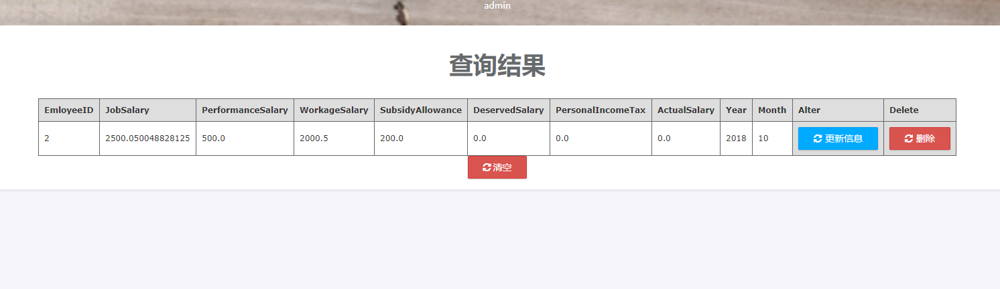 admin
查询结果
EmloyeeID JobSalary PerformanceSalary WorkageSalary SubsidyAllowance DeservedSalary PersonalIncomeTax ActualSalary Year Month Alter Delete
2 2500.050048828125 500.0 2000.5 200.0 0.0 0.0 0.0 2018 10 更新信息 删除
清空